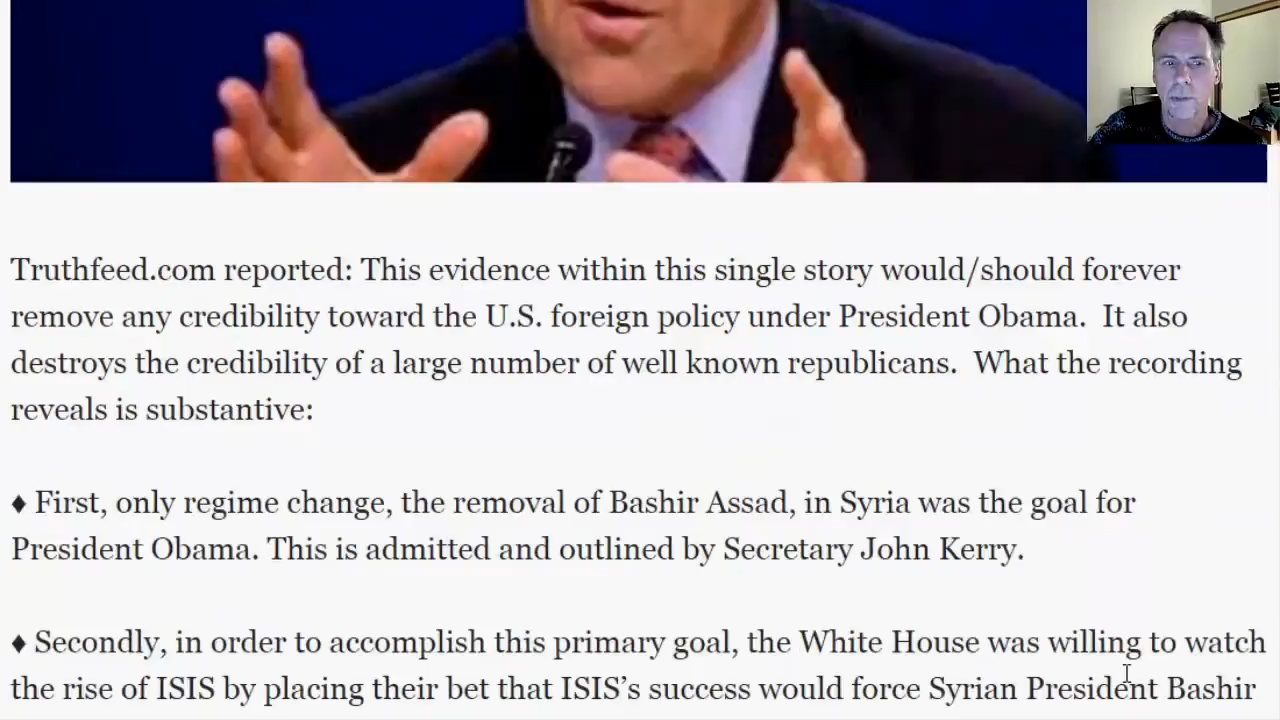 Truthfeed.com reported: This evidence within this single story would/should forever
remove any credibility toward the U.S. foreign policy under President Obama.  It also
destroys the credibility of a large number of well known republicans.  What the recording
reveals is substantive:
♦ First, only regime change, the removal of Bashir Assad, in Syria was the goal for
President Obama. This is admitted and outlined by Secretary John Kerry.
♦ Secondly, in order to accomplish this primary goal, the White House was willing to watch
the rise of ISIS by placing their bet that ISIS’s success would force Syrian President Bashir